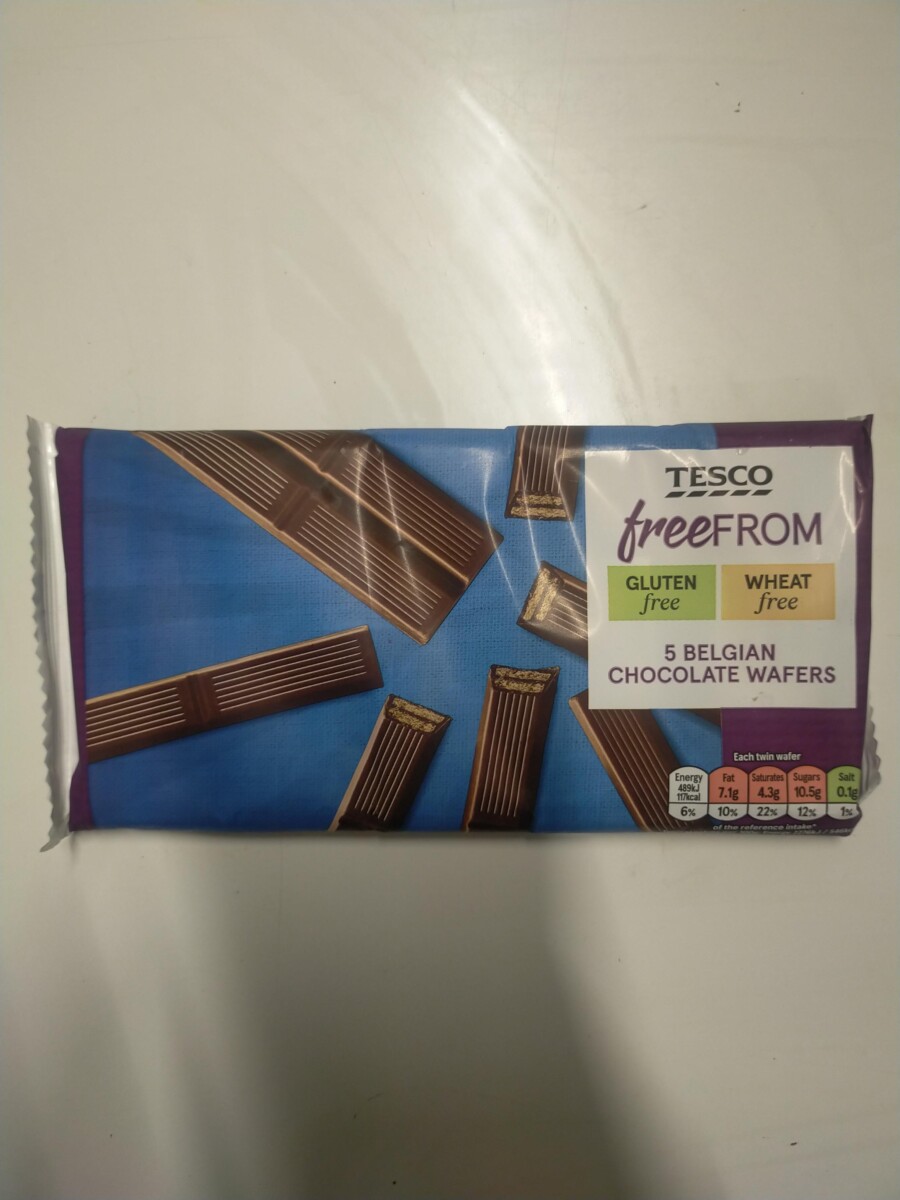 TESCO
freeFROM
GLUTEN free
WHEAT free
5 BELGIAN
CHOCOLATE WAFERS
Each twin wafer
Energy 489kJ 117kcal 6%
Fat 7.1g 10%
Saturates 4.3g 22%
Sugars 10.5g 12%
Salt 0.1g 1%
of the reference intake*